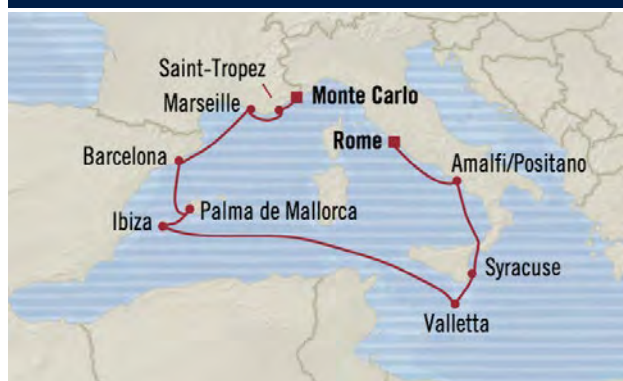 Saint-Tropez
Marseille
Monte Carlo
Rome
Barcelona
Amalfi/Positano
Palma de Mallorca
Ibiza
Syracuse
Valletta